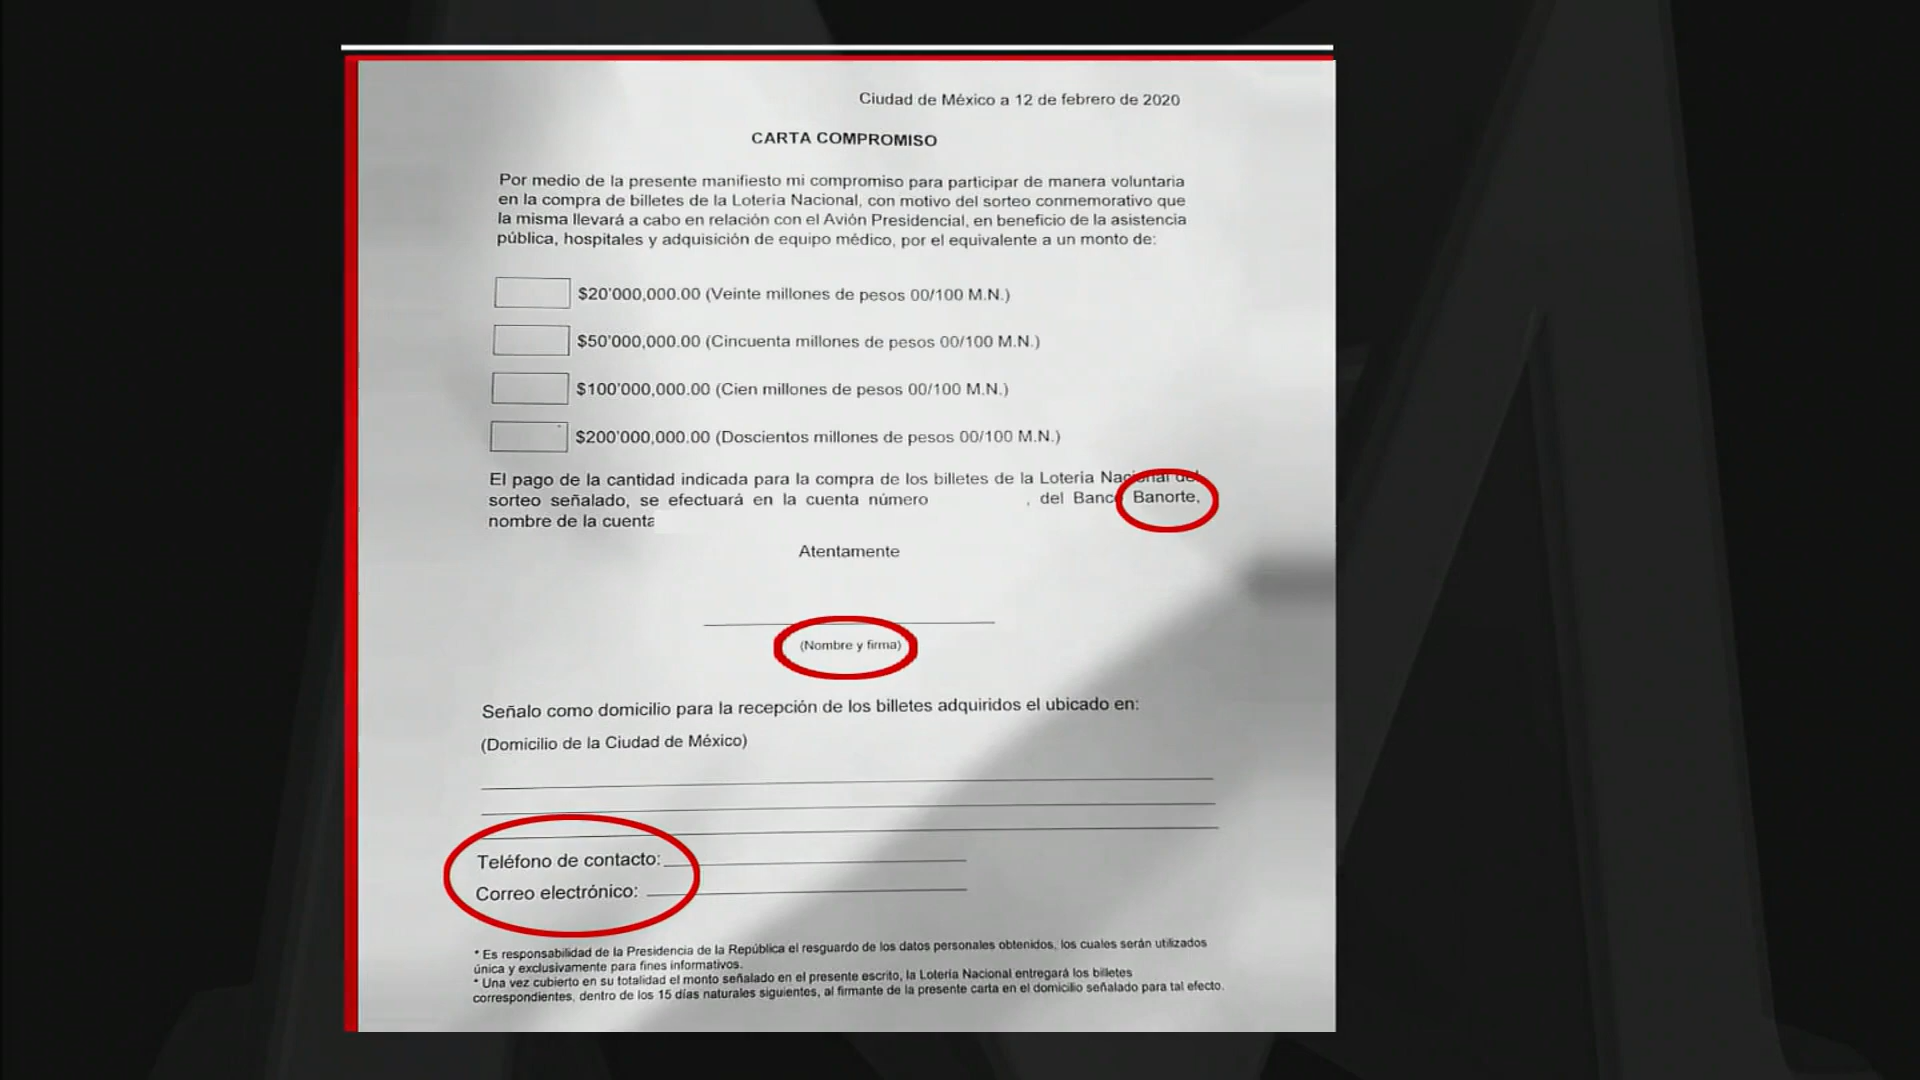 Ciudad de México a 12 de febrero de 2020
CARTA COMPROMISO
Por medio de la presente manifiesto mi compromiso para participar de manera voluntaria
en la compra de billetes de la Lotería Nacional, con motivo del sorteo conmemorativo que
la misma llevará a cabo en relación con el Avión Presidencial, en beneficio de la asistencia
pública, hospitales y adquisición de equipo médico, por el equivalente a un monto de:
$20'000,000.00 (Veinte millones de pesos 00/100 M.N.)
$50'000,000.00 (Cincuenta millones de pesos 00/100 M.N.)
$100'000,000.00 (Cien millones de pesos 00/100 M.N.)
$200'000,000.00 (Doscientos millones de pesos 00/100 M.N.)
El pago de la cantidad indicada para la compra de los billetes de la Lotería Nacional del
sorteo señalado, se efectuará en la cuenta número , del Banco Banorte,
nombre de la cuenta
Atentamente
(Nombre y firma)
Señalo como domicilio para la recepción de los billetes adquiridos el ubicado en:
(Domicilio de la Ciudad de México)
Teléfono de contacto:
Correo electrónico:
* Es responsabilidad de la Presidencia de la República el resguardo de los datos personales obtenidos, los cuales serán utilizados
única y exclusivamente para fines informativos.
* Una vez cubierto en su totalidad el monto señalado en el presente escrito, la Lotería Nacional entregará los billetes
correspondientes, dentro de los 15 días naturales siguientes, al firmante de la presente carta en el domicilio señalado para tal efecto.